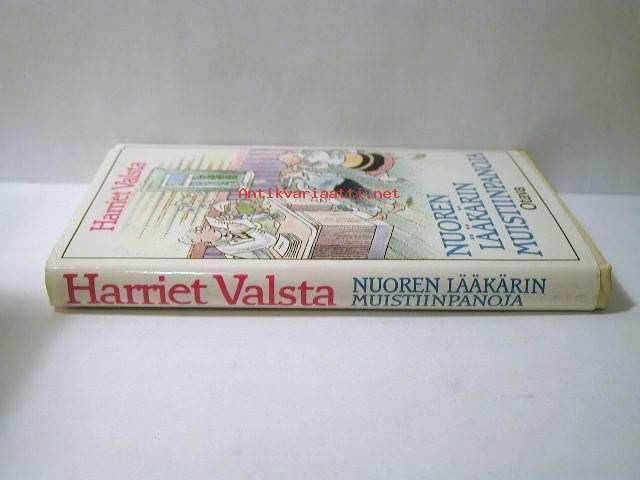 Harriet Valsta
NUOREN
LÄÄKÄRIN
MUISTIINPANOJA
Otava
Antikvariaatti.net
Harriet Valsta
NUOREN LÄÄKÄRIN
MUISTIINPANOJA